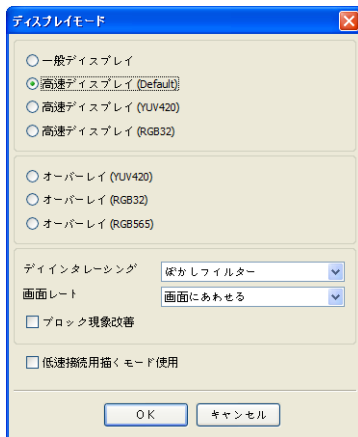 ディスプレイモード
一般ディスプレイ
高速ディスプレイ (Default)
高速ディスプレイ (YUV420)
高速ディスプレイ (RGB32)
オーバーレイ (YUV420)
オーバーレイ (RGB32)
オーバーレイ (RGB565)
ディインタレーシング ぼかしフィルター
画面レート 画面にあわせる
ブロック現象改善
低速接続用描くモード使用
OK キャンセル